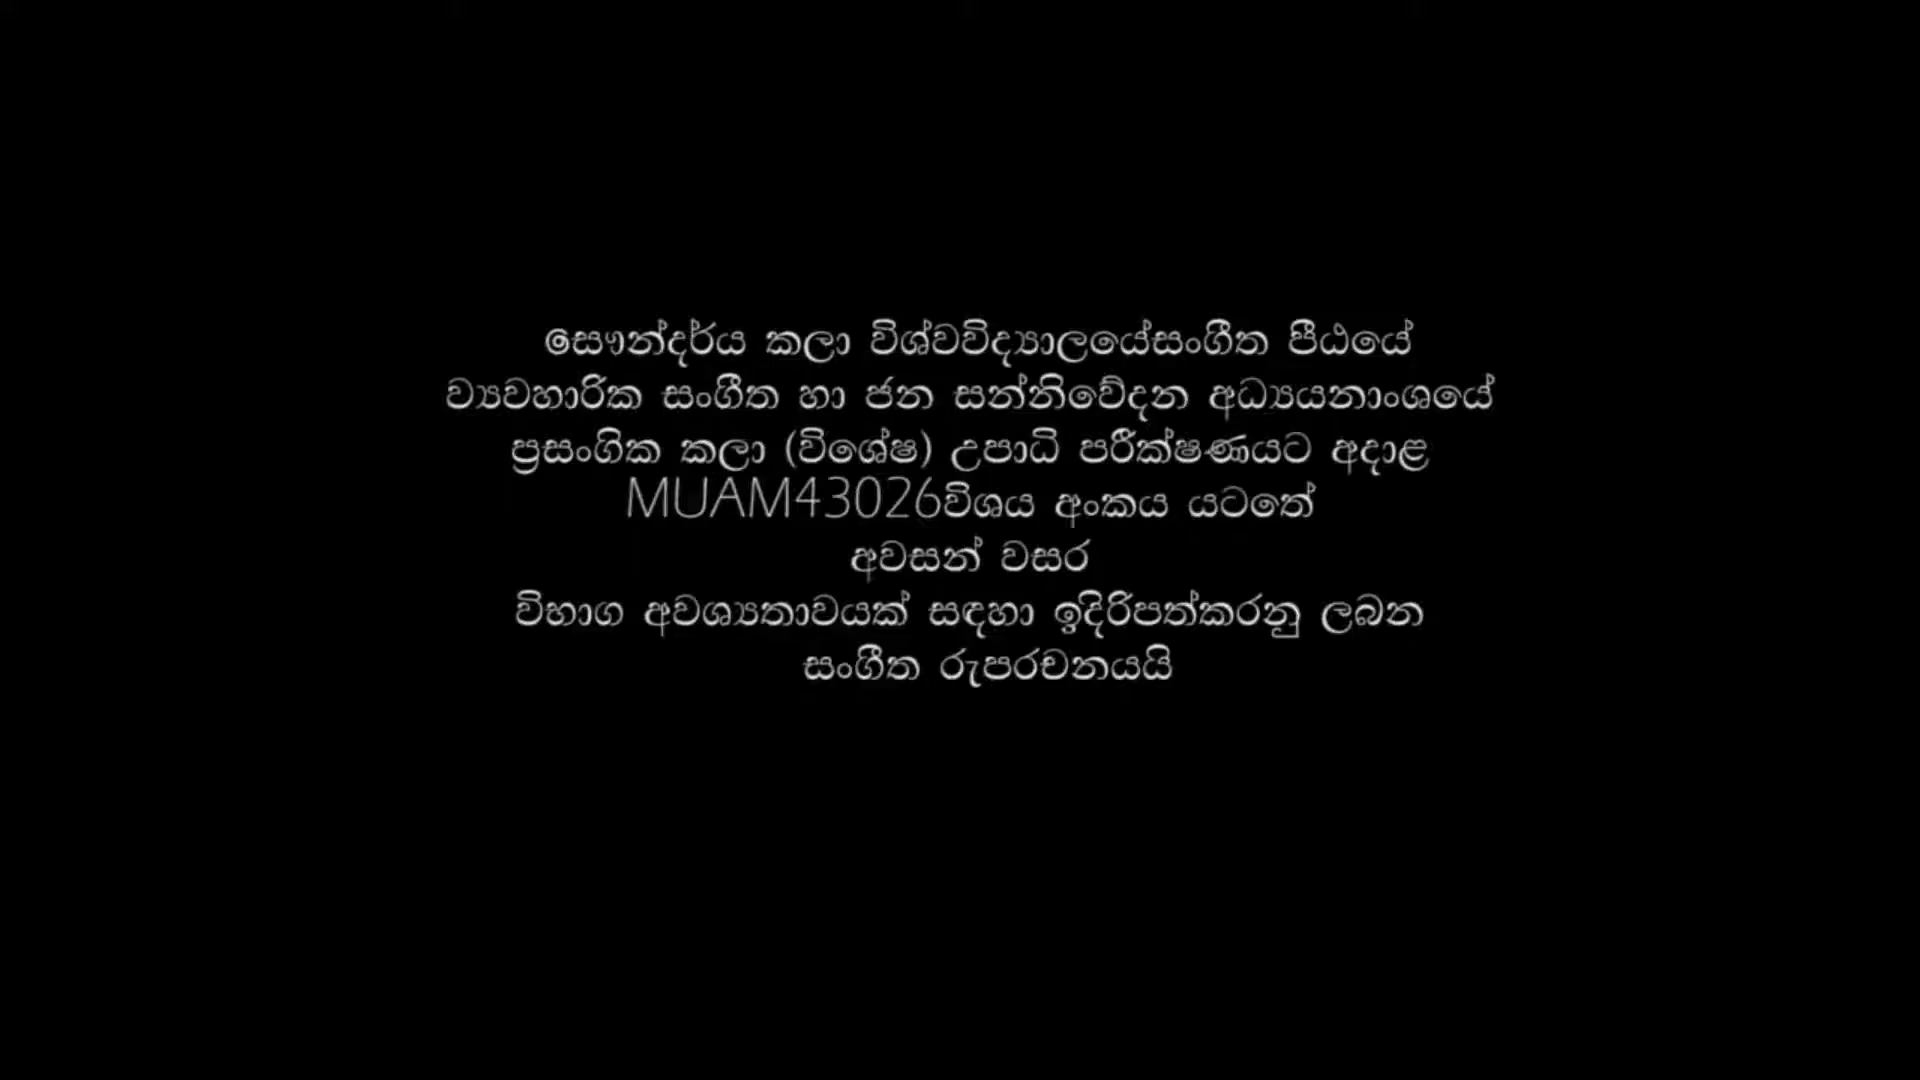 සෞන්දර්ය කලා විශ්වවිද්‍යාලයේසංගීත පීඨයේ
ව්‍යවහාරික සංගීත හා ජන සන්නිවේදන අධ්‍යයනාංශයේ
ප්‍රසංගික කලා (විශේෂ) උපාධි පරීක්ෂණයට අදාළ
MUAM43026විශය අංකය යටතේ
අවසන් වසර
විභාග අවශ්‍යතාවයක් සඳහා ඉදිරිපත්කරනු ලබන
සංගීත රූපරචනයයි